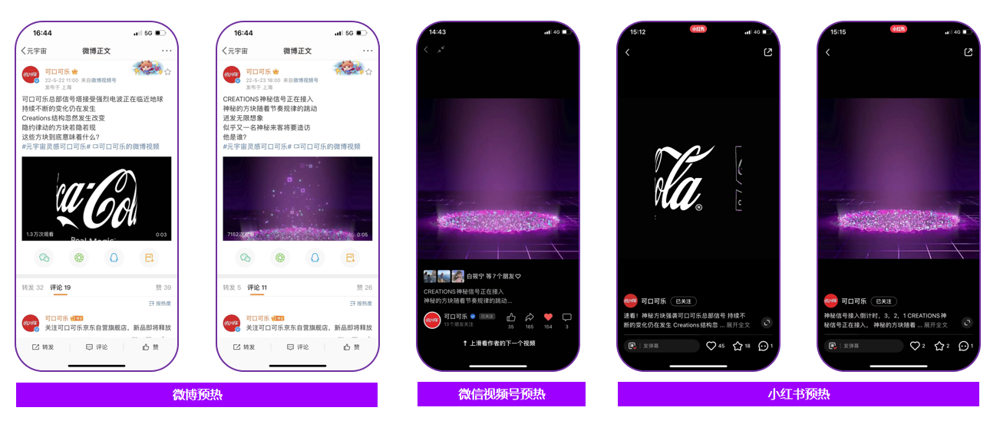 16:44
5G
元宇宙
微博正文
可口可乐
22-5-22 11:00 来自微博视频号
发布于 上海
可口可乐总部信号塔接受强烈电波正在临近地球
持续不断的变化仍在发生
Creations结构忽然发生改变
隐约律动的方块若隐若现
这些方块到底意味着什么?
#元宇宙灵感可口可乐# 可口可乐的微博视频
Coca-Cola
Real Magic
1.3万次观看
0:03
转发 32
评论 19
赞 39
按热度
可口可乐
关注可口可乐京东自营旗舰店，新品即将释放
转发
评论
赞
16:44
5G
元宇宙
微博正文
可口可乐
22-5-23 18:00 来自微博视频号
发布于 上海
CREATIONS神秘信号正在接入
神秘的方块随着节奏规律的跳动
迸发无限想象
似乎又一名神秘来客将要造访
他是谁?
#元宇宙灵感可口可乐# 可口可乐的微博视频
7152次观看
0:05
转发 5
评论 11
赞 26
按热度
可口可乐
关注可口可乐京东自营旗舰店，新品即将释放
转发
评论
赞
微博预热
14:43
4G
白筱宁 等7个朋友
CREATIONS神秘信号正在接入
神秘的方块随着节奏规律的跳动...
可口可乐
已关注
13个朋友关注
35
165
154
3
上滑看作者的下一个视频
微信视频号预热
15:12
小红书
4G
Cola
可口可乐
已关注
速看！神秘方块强袭可口可乐总部信号 持续不
断的变化仍在发生 Creations结构忽 ... 展开全文
发弹幕
45
18
1
15:15
小红书
4G
可口可乐
已关注
神秘信号接入倒计时，3，2，1 CREATIONS神
秘信号正在接入， 神秘的方块随着 ... 展开全文
发弹幕
2
2
1
小红书预热